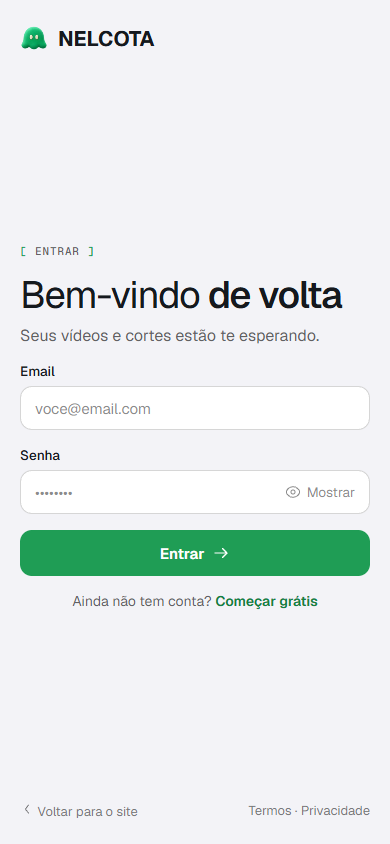 NELCOTA
[ ENTRAR ]
Bem-vindo de volta
Seus vídeos e cortes estão te esperando.
Email
voce@email.com
Senha
•••••••• Mostrar
Entrar →
Ainda não tem conta? Começar grátis
Voltar para o site Termos · Privacidade